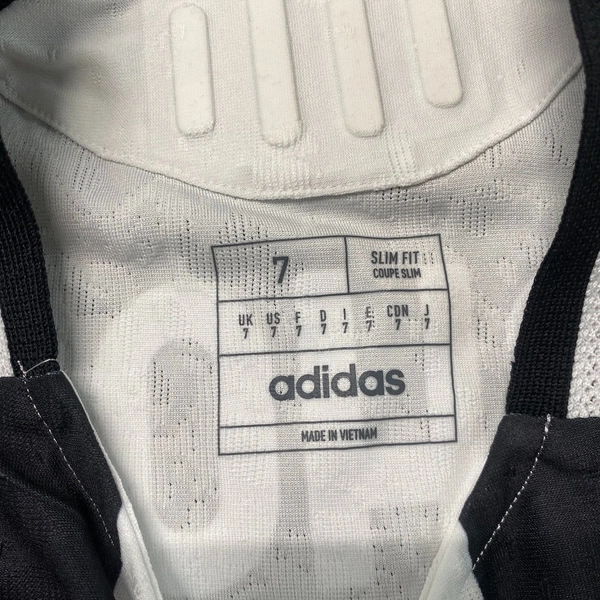 7
SLIM FIT
COUPE SLIM
UK US F D I E CDN J
7 7 7 7 7 7 7 7
adidas
MADE IN VIETNAM